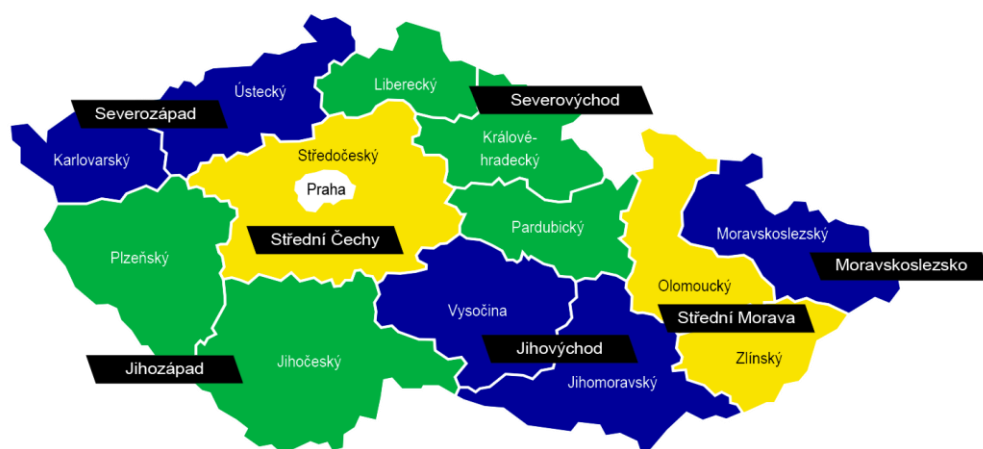 Ústecký
Liberecký
Severozápad
Severovýchod
Karlovarský
Středočeský
Králové-
hradecký
Praha
Plzeňský
Střední Čechy
Pardubický
Moravskoslezský
Moravskoslezsko
Olomoucký
Vysočina
Střední Morava
Jihozápad
Jihočeský
Jihovýchod
Zlínský
Jihomoravský